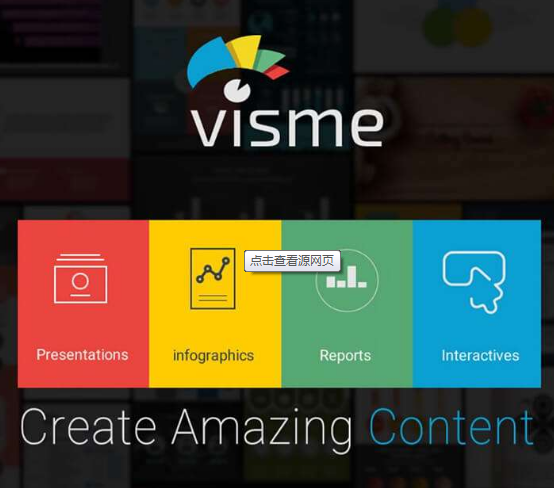 visme
点击查看源网页
Presentations
infographics
Reports
Interactives
Create Amazing Content